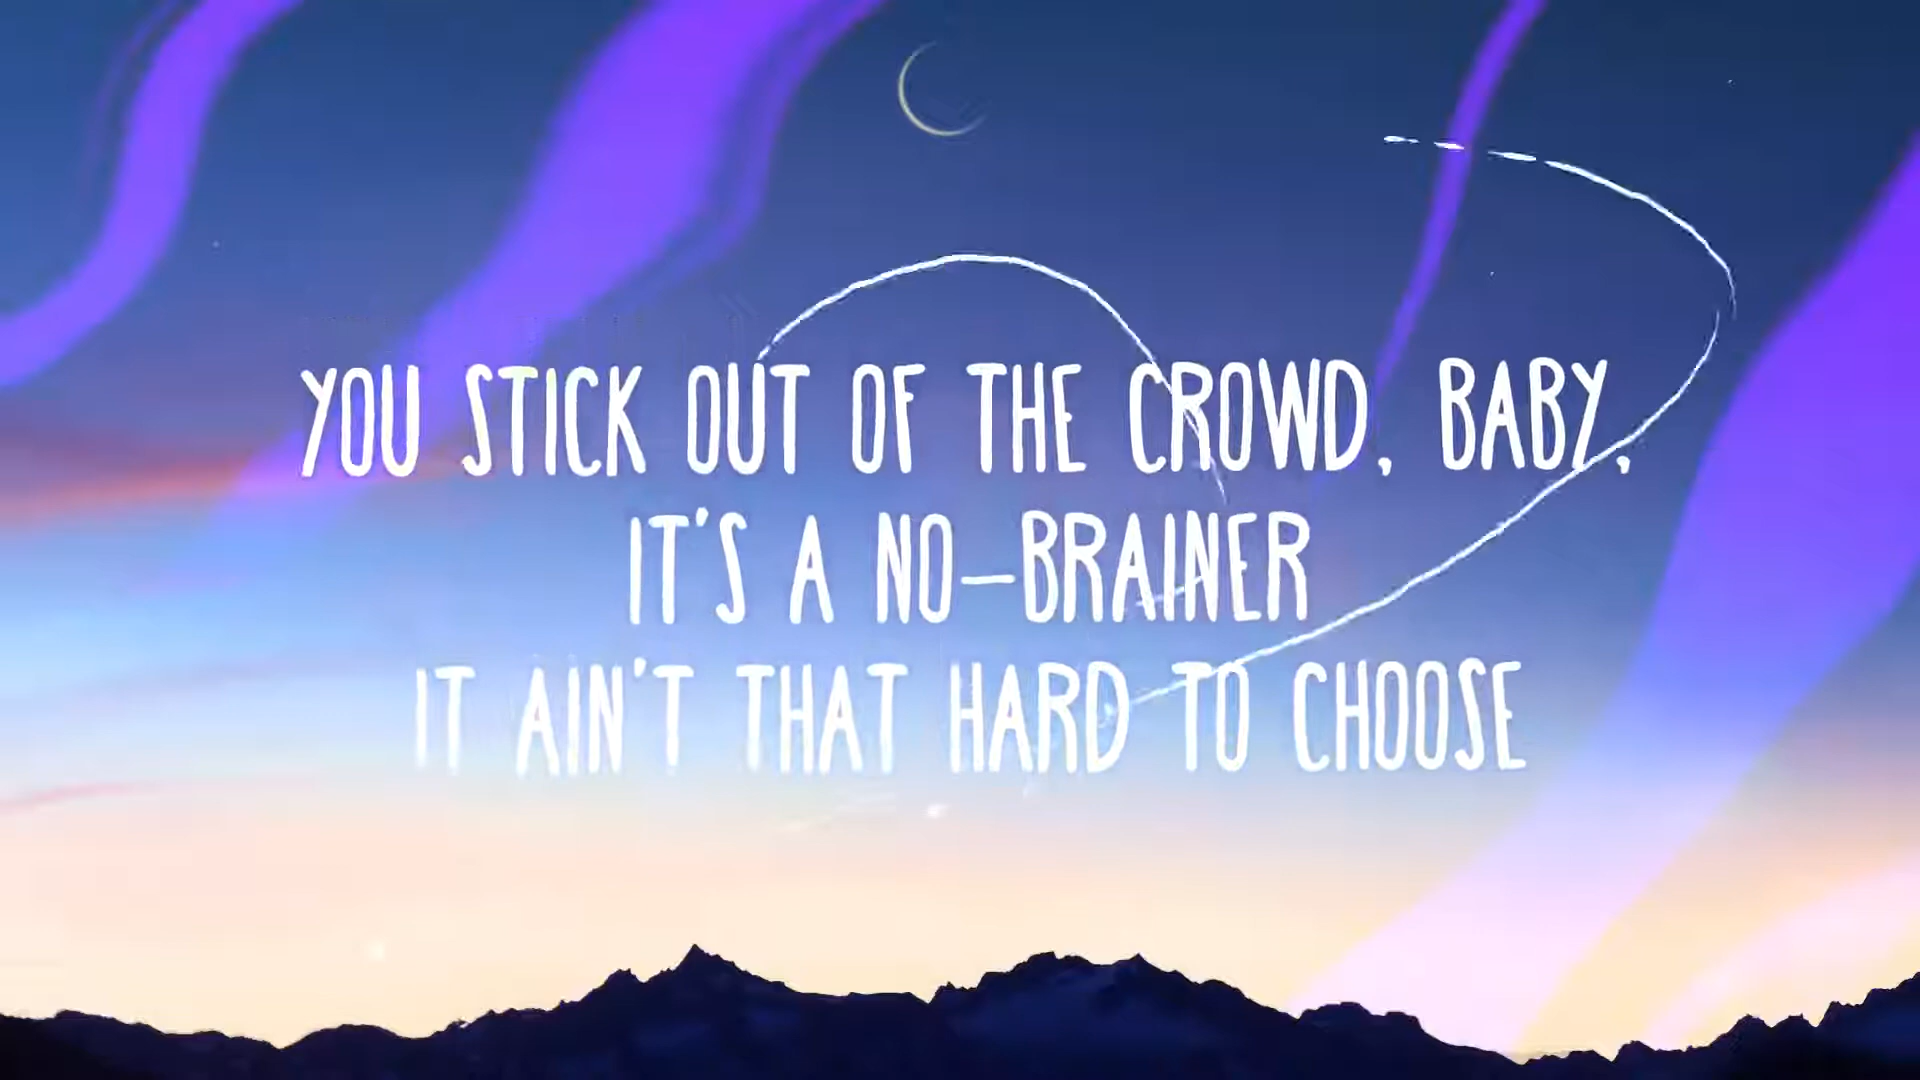 YOU STICK OUT OF THE CROWD, BABY,
IT'S A NO-BRAINER
IT AIN'T THAT HARD TO CHOOSE